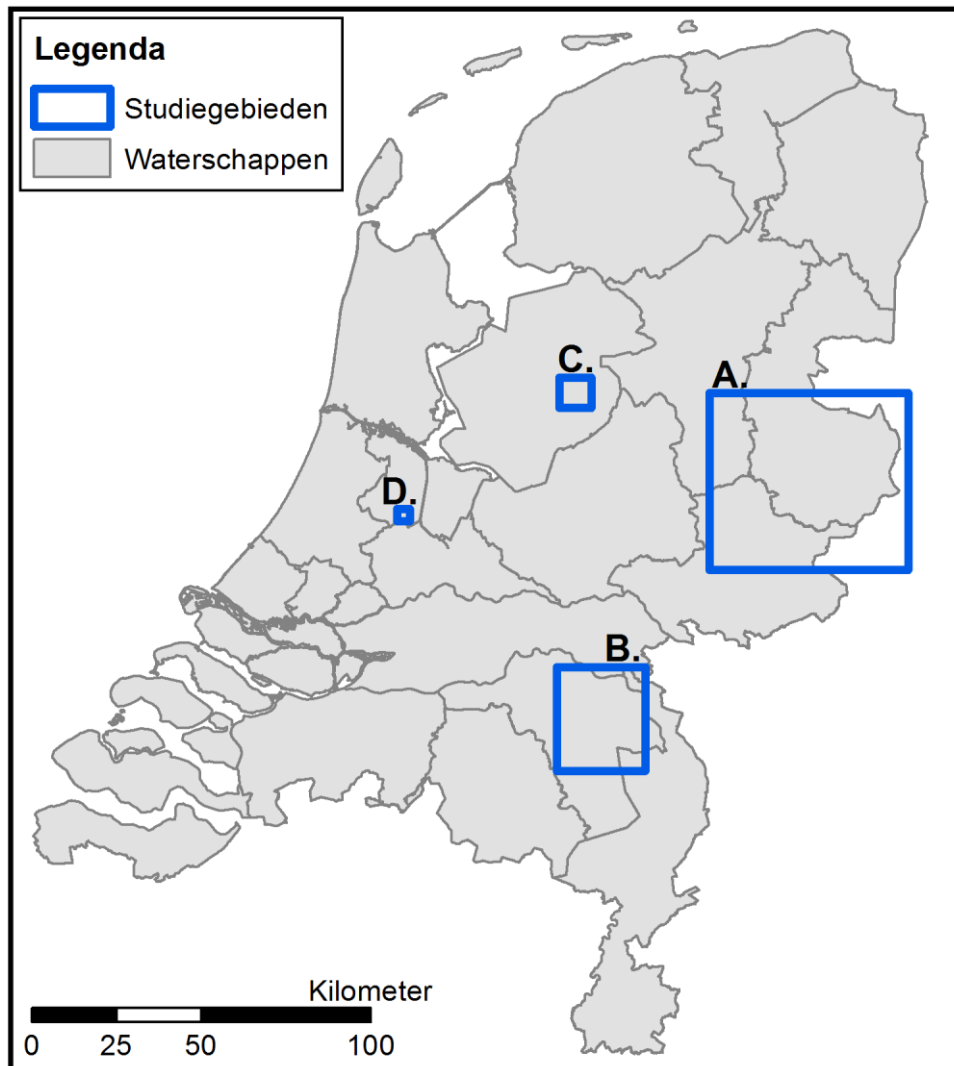 Legenda
Studiegebieden
Waterschappen
C.
A.
D.
B.
Kilometer
0 25 50 100